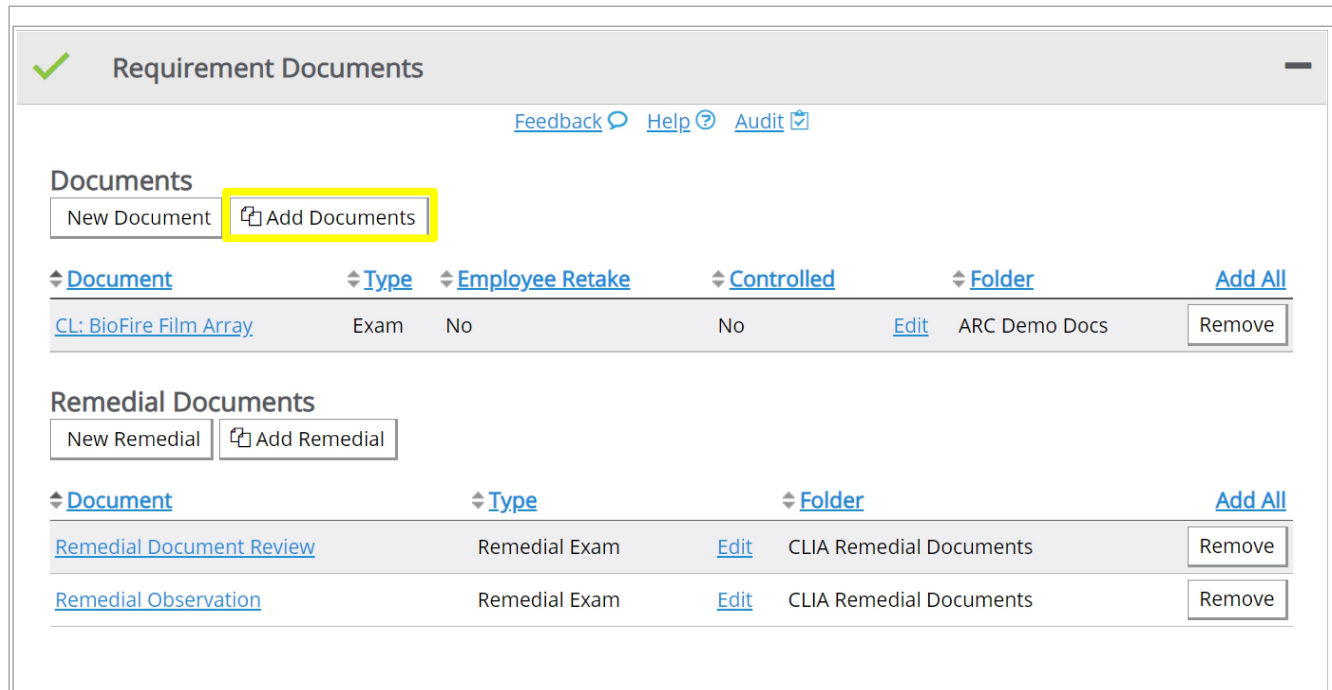 Requirement Documents
Feedback Help Audit
Documents
New Document Add Documents
Document Type Employee Retake Controlled Folder Add All
CL: BioFire Film Array Exam No No Edit ARC Demo Docs Remove
Remedial Documents
New Remedial Add Remedial
Document Type Folder Add All
Remedial Document Review Remedial Exam Edit CLIA Remedial Documents Remove
Remedial Observation Remedial Exam Edit CLIA Remedial Documents Remove